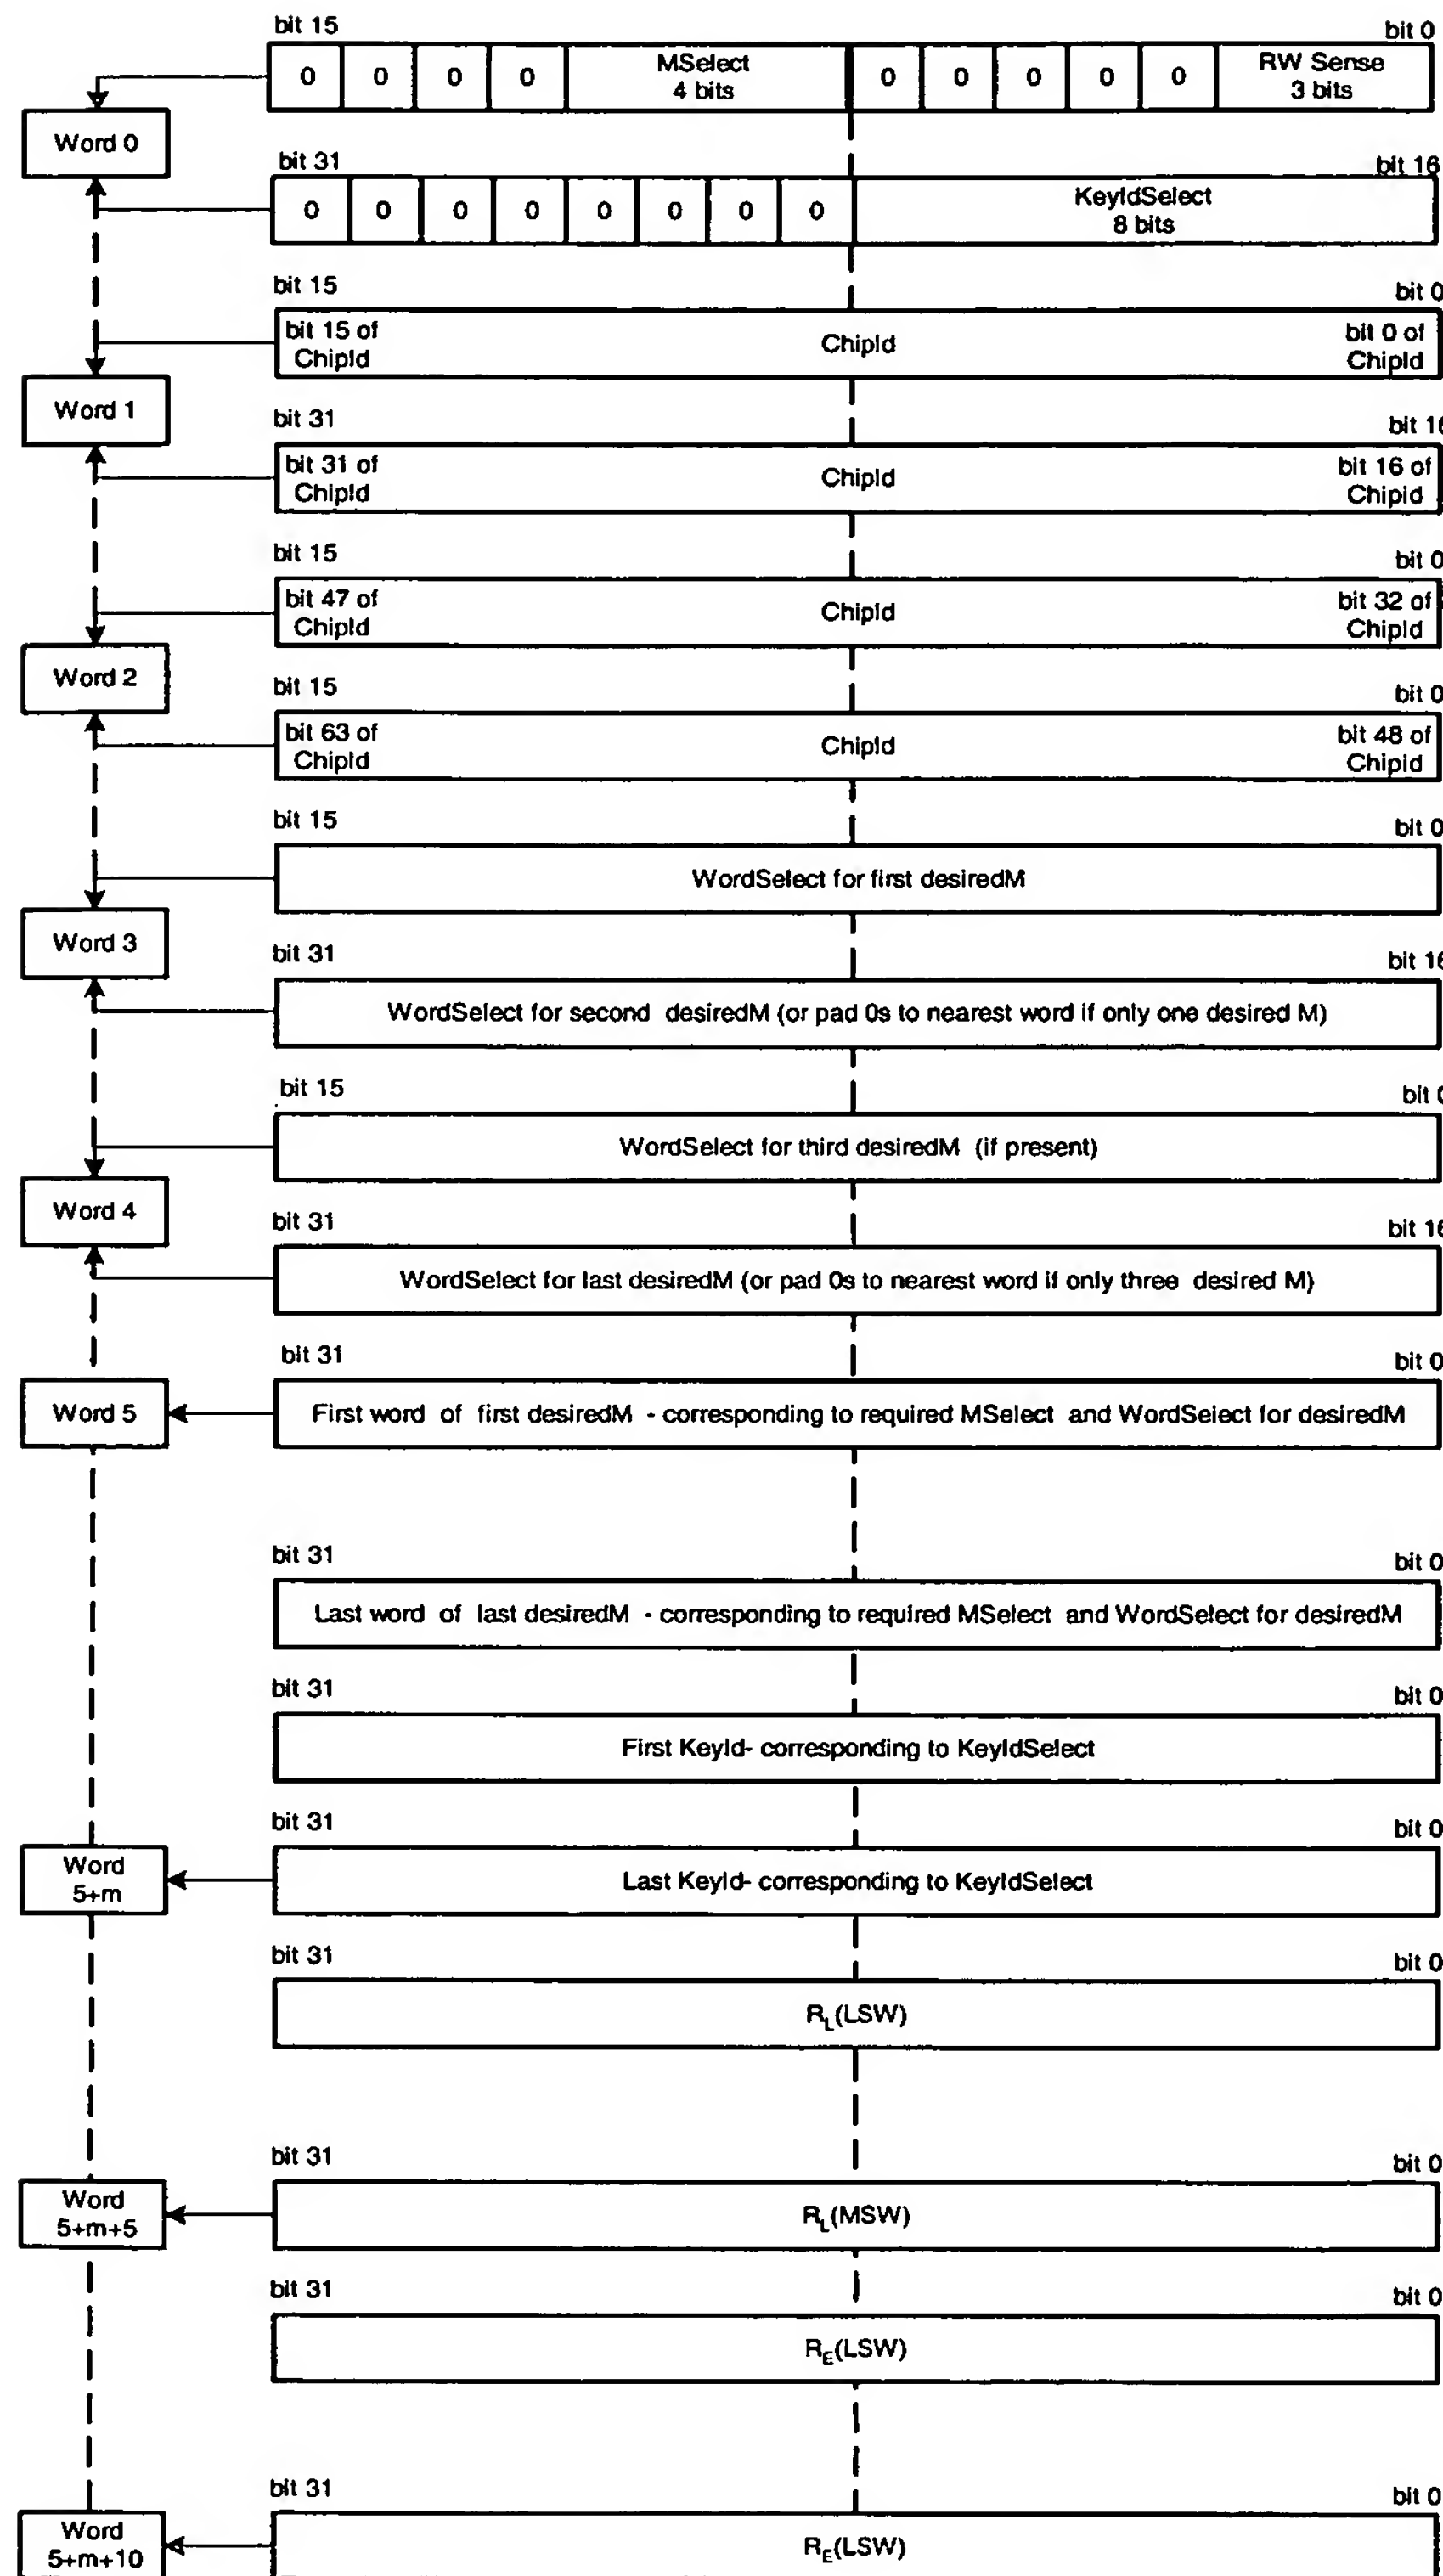 bit 15
bit 0
0 0 0 0 MSelect 4 bits 0 0 0 0 0 RW Sense 3 bits
Word 0
bit 31
bit 16
0 0 0 0 0 0 0 0 KeyIdSelect 8 bits
bit 15
bit 0
bit 15 of ChipId
ChipId
bit 0 of ChipId
Word 1
bit 31
bit 16
bit 31 of ChipId
ChipId
bit 16 of Chipid
bit 15
bit 0
bit 47 of ChipId
ChipId
bit 32 of ChipId
Word 2
bit 15
bit 0
bit 63 of ChipId
ChipId
bit 48 of Chipid
bit 15
bit 0
WordSelect for first desiredM
Word 3
bit 31
bit 16
WordSelect for second desiredM (or pad 0s to nearest word if only one desired M)
bit 15
bit 0
WordSelect for third desiredM (if present)
Word 4
bit 31
bit 16
WordSelect for last desiredM (or pad 0s to nearest word if only three desired M)
bit 31
bit 0
Word 5
First word of first desiredM - corresponding to required MSelect and WordSelect for desiredM
bit 31
bit 0
Last word of last desiredM - corresponding to required MSelect and WordSelect for desiredM
bit 31
bit 0
First KeyId- corresponding to KeyIdSelect
bit 31
bit 0
Word 5+m
Last KeyId- corresponding to KeyIdSelect
bit 31
bit 0
RL(LSW)
bit 31
bit 0
Word 5+m+5
RL(MSW)
bit 31
bit 0
RE(LSW)
bit 31
bit 0
Word 5+m+10
RE(LSW)